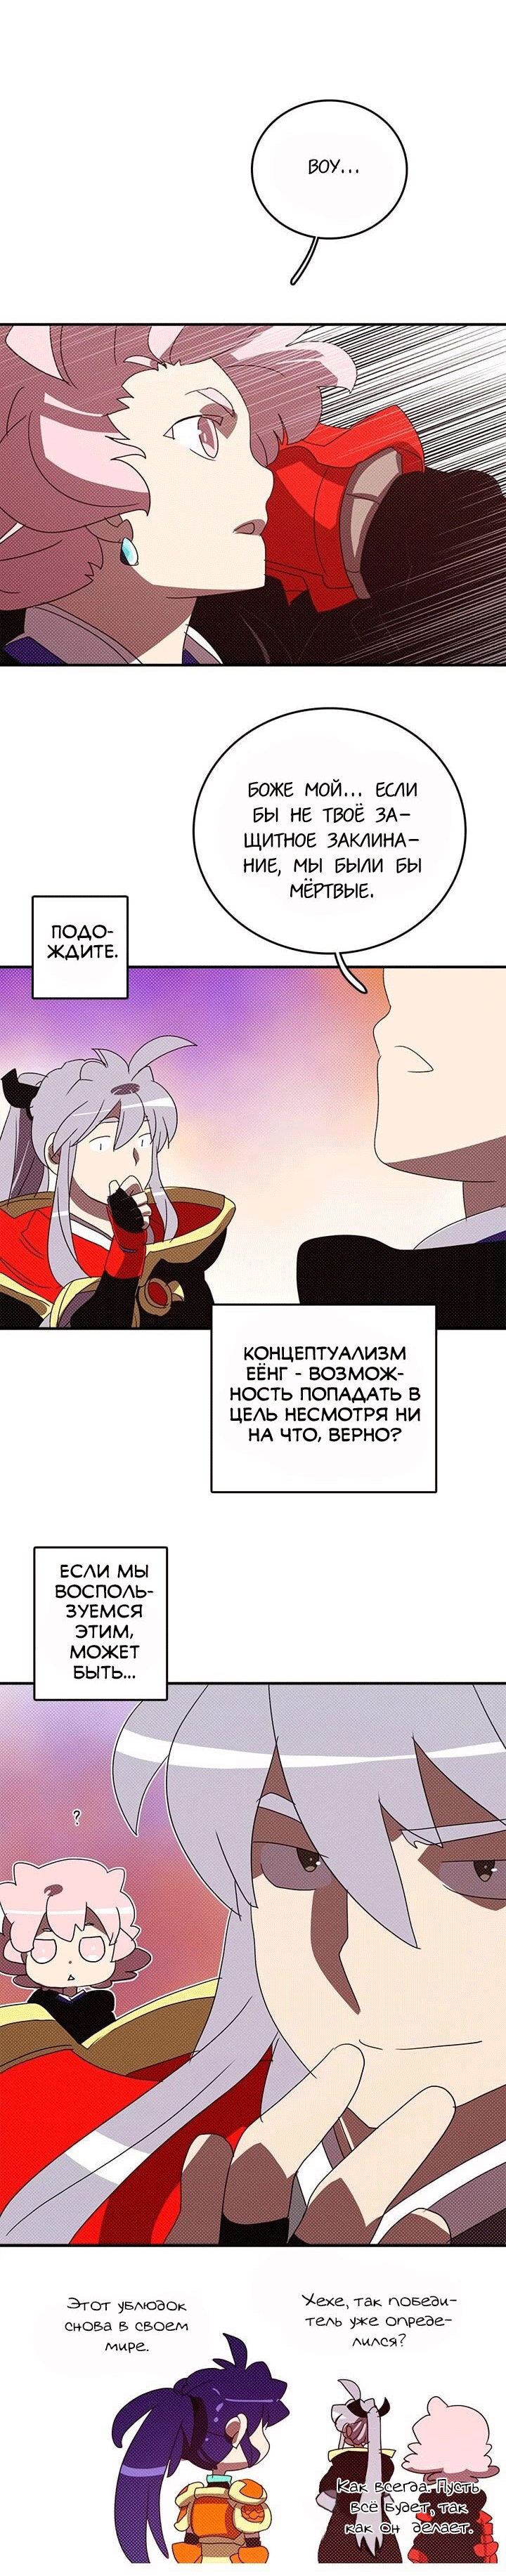 ВОУ...
БОЖЕ МОЙ... ЕСЛИ
БЫ НЕ ТВОЁ ЗА-
ЩИТНОЕ ЗАКЛИНА-
НИЕ, МЫ БЫЛИ БЫ
МЁРТВЫЕ.
ПОДО-
ЖДИТЕ.
КОНЦЕПТУАЛИЗМ
ЕЁНГ - ВОЗМОЖ-
НОСТЬ ПОПАДАТЬ В
ЦЕЛЬ НЕСМОТРЯ НИ
НА ЧТО, ВЕРНО?
ЕСЛИ МЫ
ВОСПОЛЬ-
ЗУЕМСЯ
ЭТИМ,
МОЖЕТ
БЫТЬ...
?
Этот ублюдок
снова в своем
мире.
Хехе, так победи-
тель уже опреде-
лился?
Как всегда. Пусть
всё будет, так
как он делает.